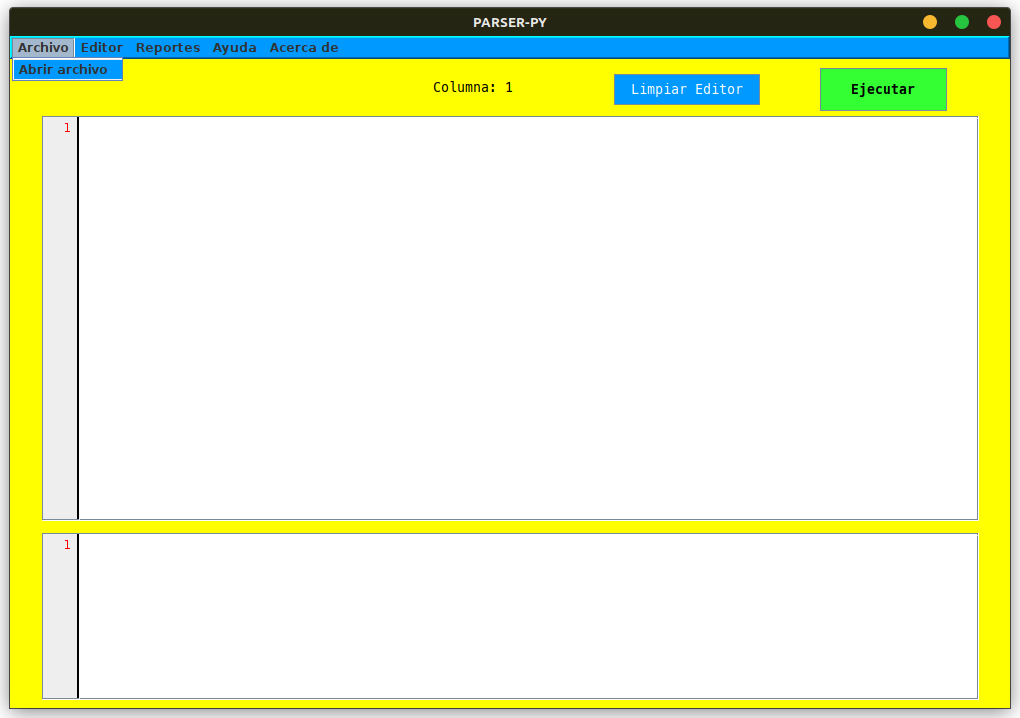 PARSER-PY
Archivo Editor Reportes Ayuda Acerca de
Abrir archivo
Columna: 1 Limpiar Editor Ejecutar
1
1